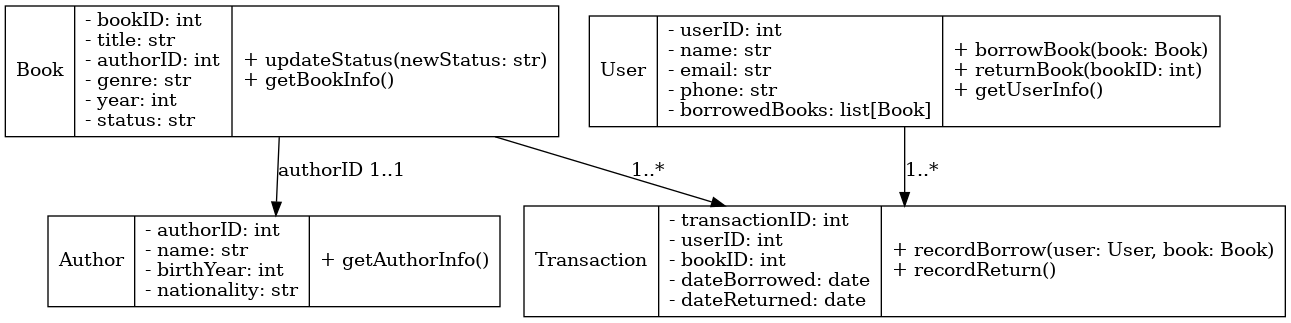 Book
- bookID: int
- title: str
- authorID: int
- genre: str
- year: int
- status: str
+ updateStatus(newStatus: str)
+ getBookInfo()
User
- userID: int
- name: str
- email: str
- phone: str
- borrowedBooks: list[Book]
+ borrowBook(book: Book)
+ returnBook(bookID: int)
+ getUserInfo()
authorID 1..1
1..*
1..*
Author
- authorID: int
- name: str
- birthYear: int
- nationality: str
+ getAuthorInfo()
Transaction
- transactionID: int
- userID: int
- bookID: int
- dateBorrowed: date
- dateReturned: date
+ recordBorrow(user: User, book: Book)
+ recordReturn()